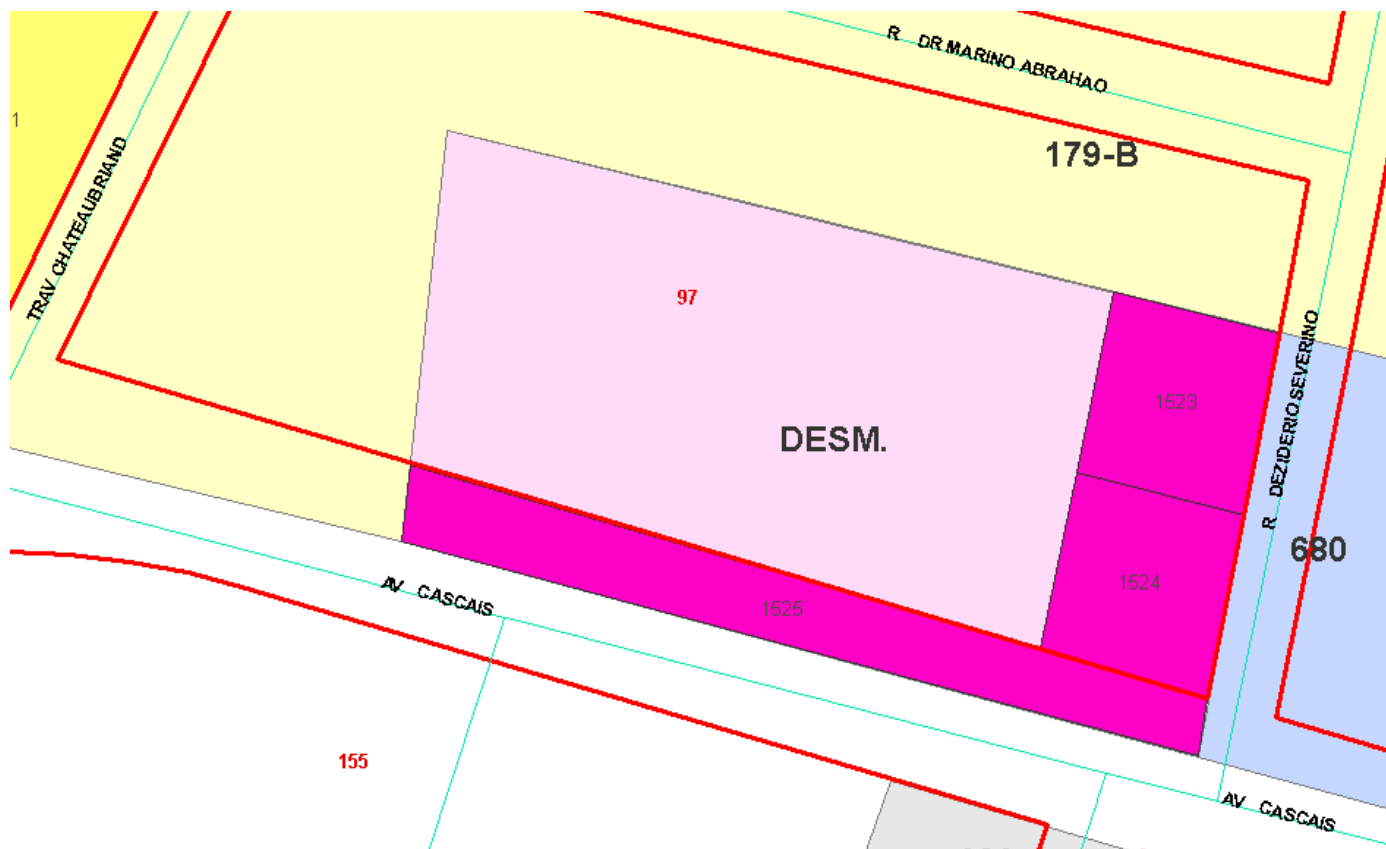 R DR MARINO ABRAHAO
1
179-B
TRAV CHATEAUBRIAND
97
1523
DESM.
R DEZIDERIO SEVERINO
680
1524
AV CASCAIS
1525
155
AV CASCAIS